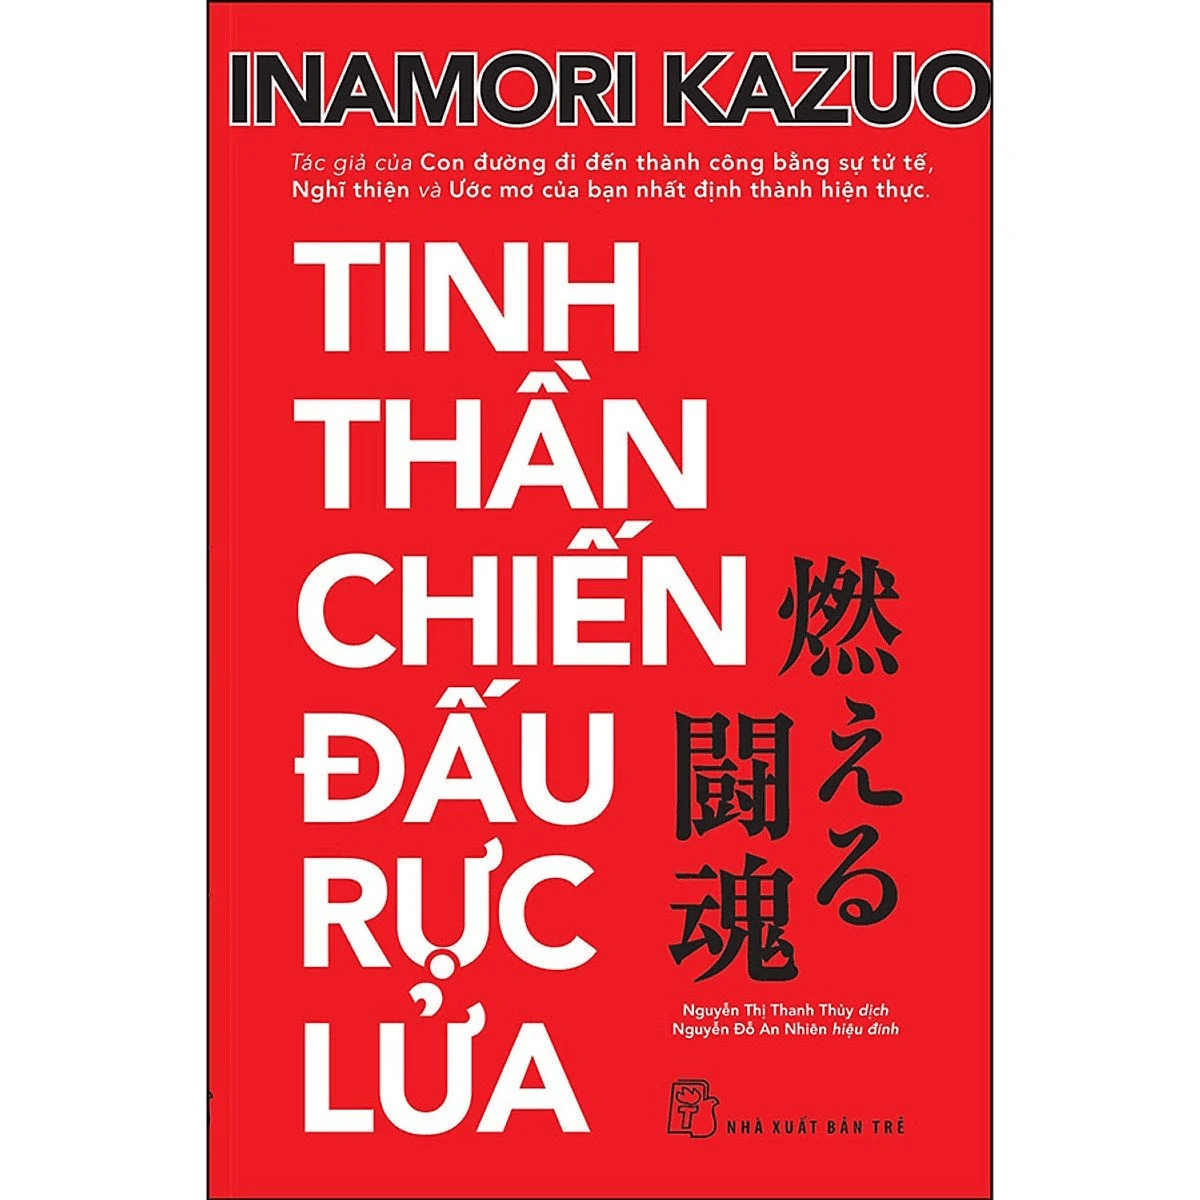 INAMORI KAZUO
Tác giả của Con đường đi đến thành công bằng sự tử tế,
Nghĩ thiện và Ước mơ của bạn nhất định thành hiện thực.
TINH
THẦN
CHIẾN
ĐẤU
RỰC
LỬA
燃える
闘魂
Nguyễn Thị Thanh Thủy dịch
Nguyễn Đỗ An Nhiên hiệu đính
NHÀ XUẤT BẢN TRẺ